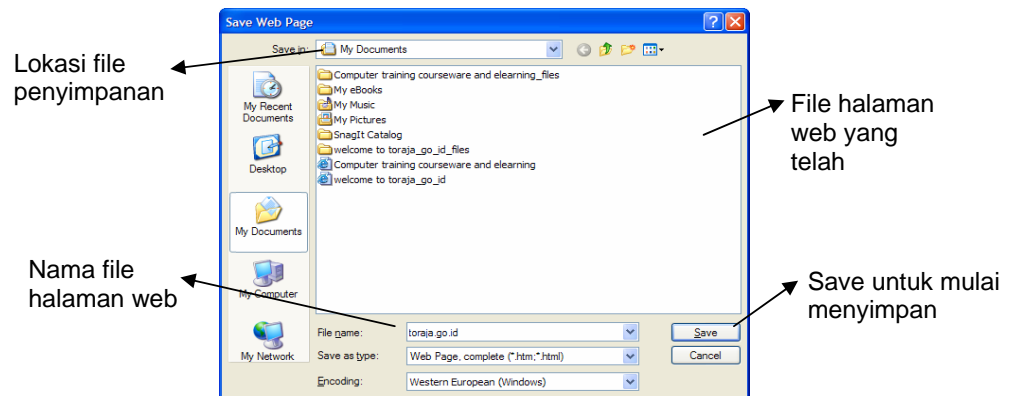 Save Web Page
Save in: My Documents
Lokasi file
penyimpanan
My Recent
Documents
Desktop
My Documents
My Computer
My Network
Computer training courseware and elearning_files
My eBooks
My Music
My Pictures
SnagIt Catalog
welcome to toraja_go_id_files
Computer training courseware and elearning
welcome to toraja_go_id
File halaman
web yang
telah
Nama file
halaman web
File name: toraja.go.id
Save as type: Web Page, complete (*.htm;*.html)
Encoding: Western European (Windows)
Save
Cancel
Save untuk mulai
menyimpan